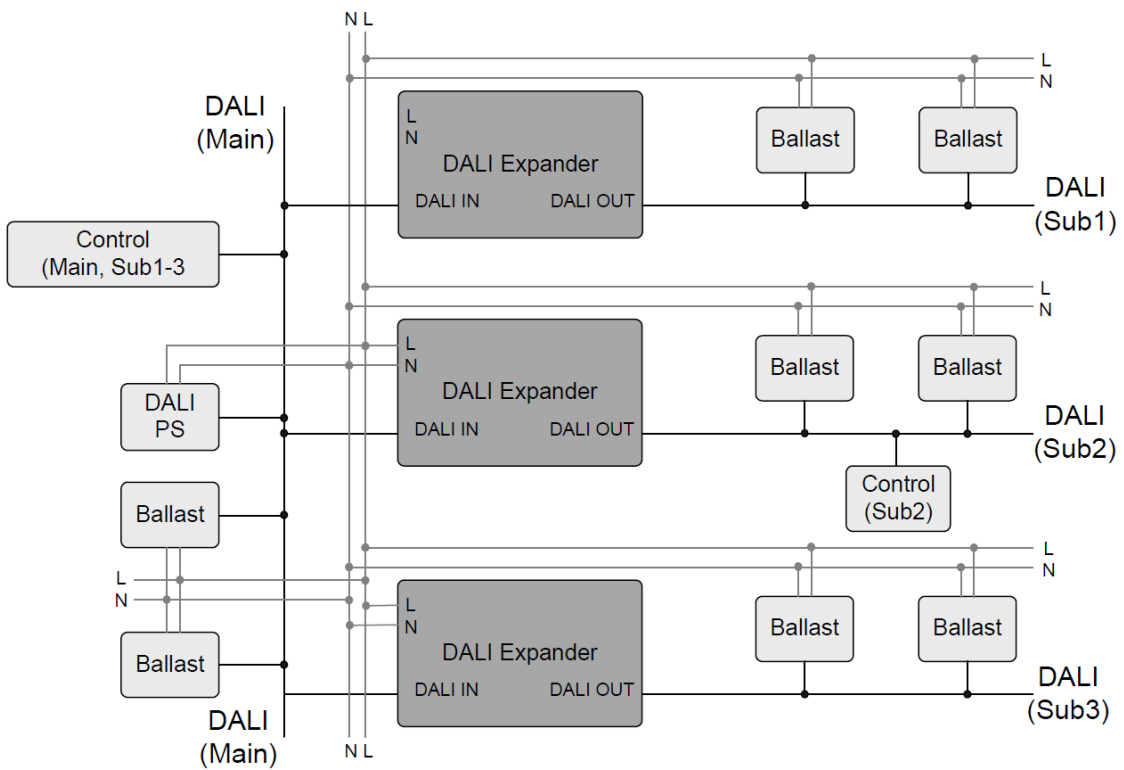 N L
L
N
DALI
(Main)
L
N
DALI Expander
DALI IN DALI OUT
Ballast
Ballast
DALI
(Sub1)
Control
(Main, Sub1-3
L
N
L
N
DALI Expander
DALI IN DALI OUT
Ballast
Ballast
DALI
(Sub2)
DALI
PS
Control
(Sub2)
Ballast
L
N
L
N
Ballast
L
N
DALI Expander
DALI IN DALI OUT
Ballast
Ballast
DALI
(Sub3)
DALI
(Main)
N L